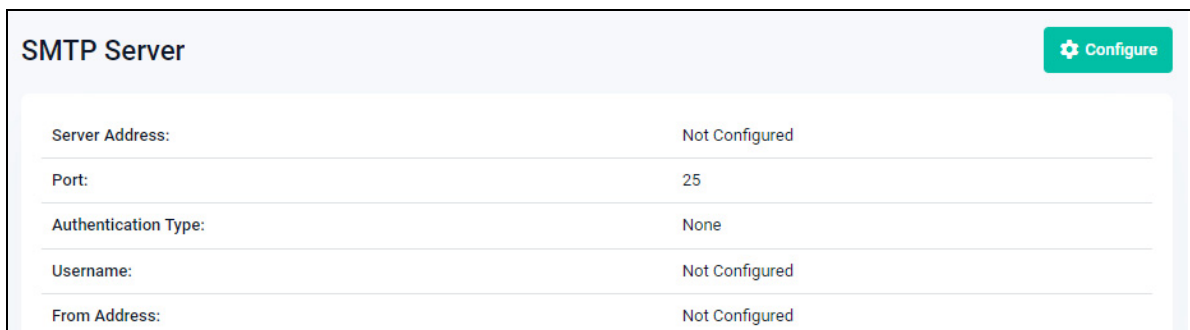 SMTP Server
Configure
Server Address: Not Configured
Port: 25
Authentication Type: None
Username: Not Configured
From Address: Not Configured